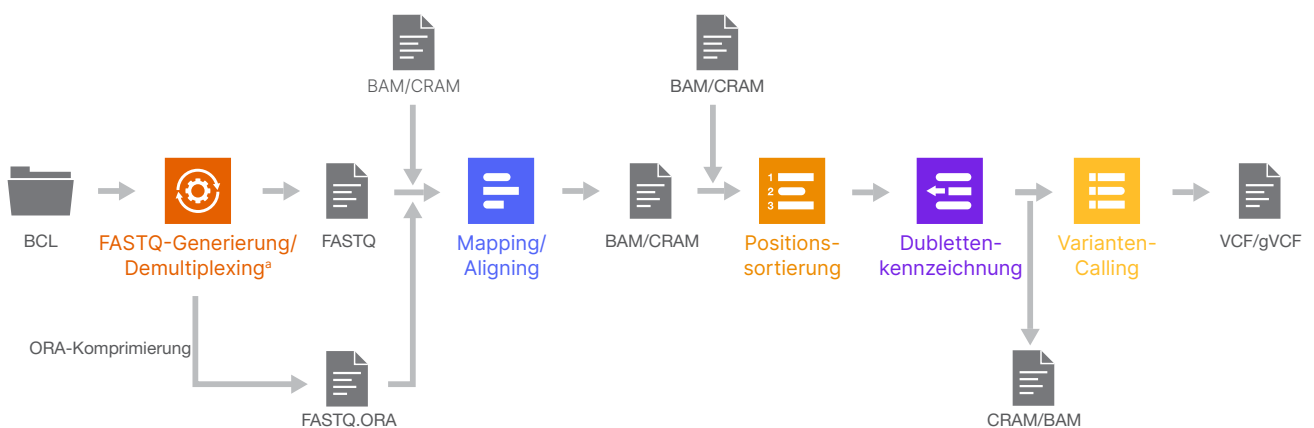 BAM/CRAM
BAM/CRAM
1
2
3
BCL
FASTQ-Generierung/
Demultiplexingᵃ
FASTQ
Mapping/
Aligning
BAM/CRAM
Positions-
sortierung
Dubletten-
kennzeichnung
Varianten-
Calling
VCF/gVCF
ORA-Komprimierung
FASTQ.ORA
CRAM/BAM